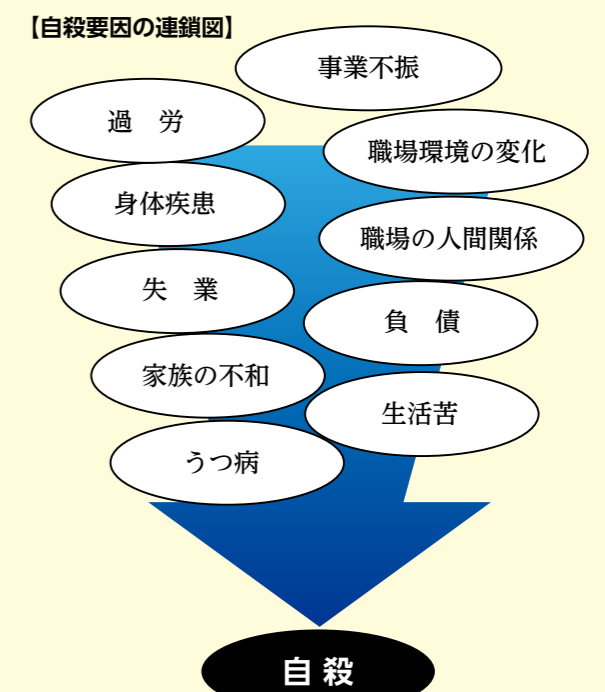 【自殺要因の連鎖図】
事業不振
過　労
職場環境の変化
身体疾患
職場の人間関係
失　業
負　債
家族の不和
生活苦
うつ病
自 殺